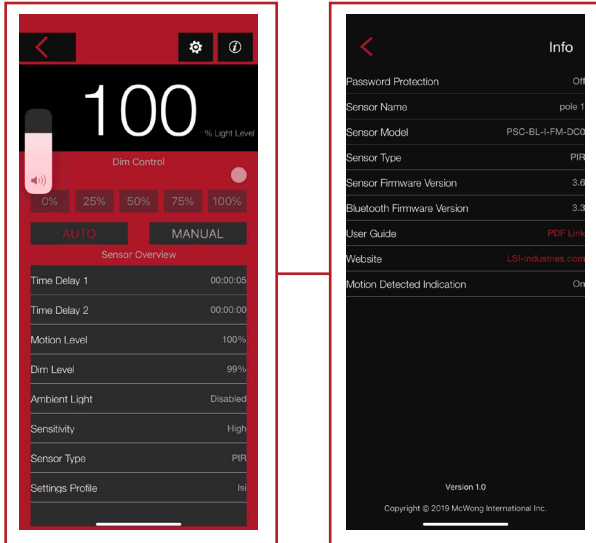 100
% Light Level
Dim Control
0% 25% 50% 75% 100%
AUTO MANUAL
Sensor Overview
Time Delay 1 00:00:05
Time Delay 2 00:00:00
Motion Level 100%
Dim Level 99%
Ambient Light Disabled
Sensitivity High
Sensor Type PIR
Settings Profile lsi
Info
Password Protection Off
Sensor Name pole 1
Sensor Model PSC-BL-I-FM-DC0
Sensor Type PIR
Sensor Firmware Version 3.6
Bluetooth Firmware Version 3.3
User Guide PDF Link
Website LSI-Industries.com
Motion Detected Indication On
Version 1.0
Copyright © 2019 McWong International Inc.